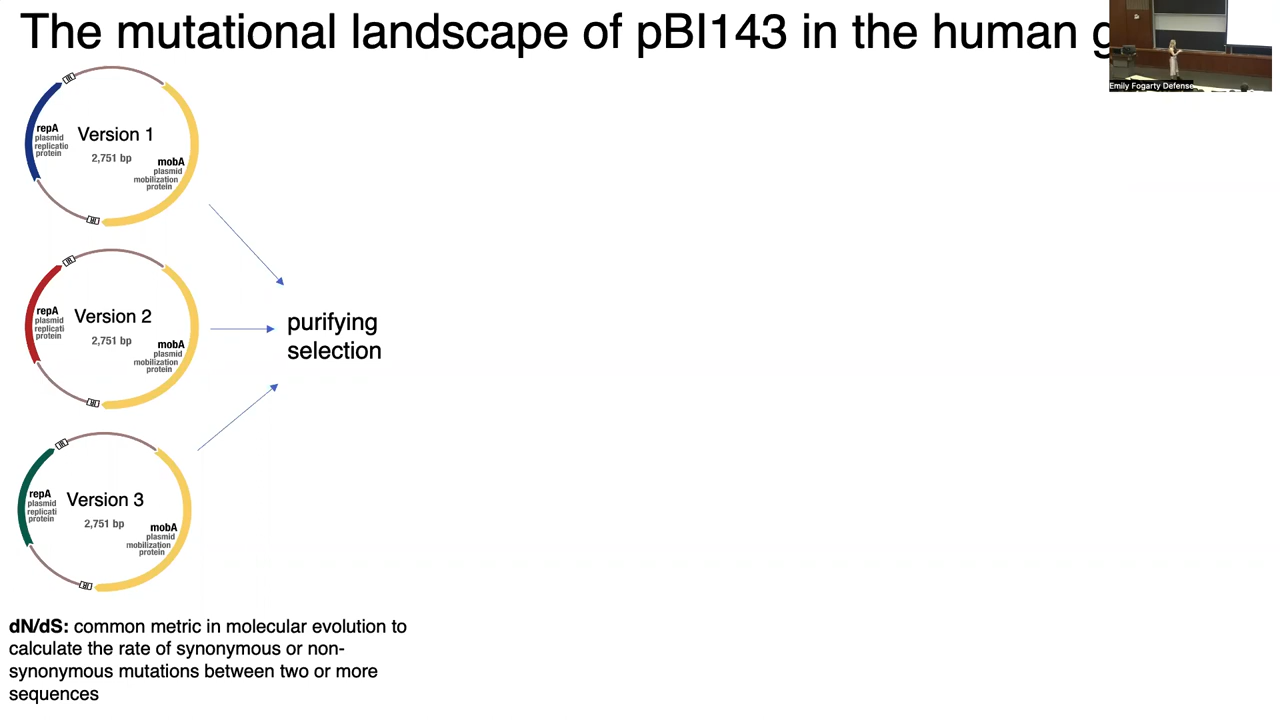 The mutational landscape of pBI143 in the human g
Emily Fogarty Defense
repA
plasmid
replicatio
protein
Version 1
2,751 bp
mobA
plasmid
mobilization
protein
repA
plasmid
replicati
protein
Version 2
2,751 bp
mobA
plasmid
mobilization
protein
purifying
selection
repA
plasmid
replicati
protein
Version 3
2,751 bp
mobA
plasmid
mobilization
protein
dN/dS: common metric in molecular evolution to
calculate the rate of synonymous or non-
synonymous mutations between two or more
sequences